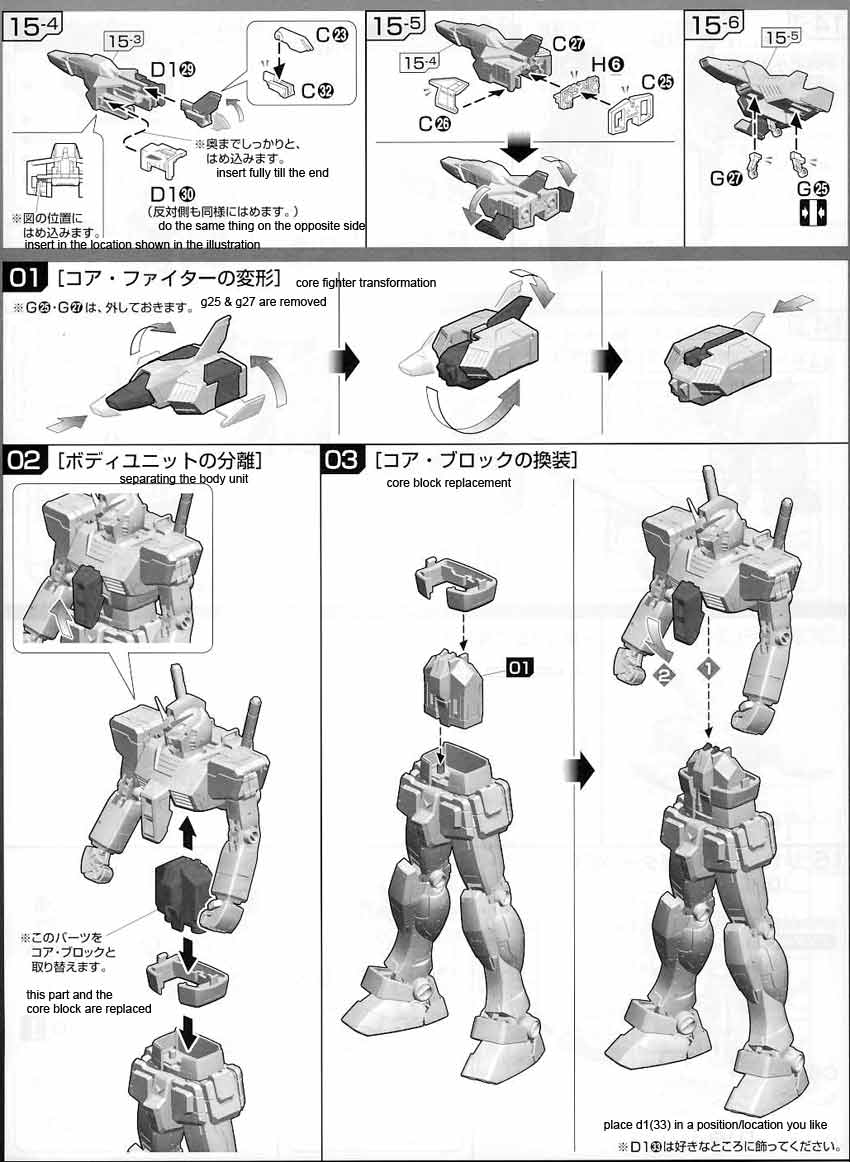 15-4
15-3
D1㉙
C㉓
C㉜
※奥までしっかりと、
はめ込みます。
insert fully till the end
D1㉚
(反対側も同様にはめます。)
do the same thing on the opposite side
※図の位置に
はめ込みます。
insert in the location shown in the illustration
15-5
15-4
C㉗
H❻
C㉕
C㉖
15-6
15-5
G㉗
G㉕
01 [コア・ファイターの変形]
core fighter transformation
※G㉕・G㉗は、外しておきます。
g25 & g27 are removed
02 [ボディユニットの分離]
separating the body unit
※このパーツを
コア・ブロックと
取り替えます。
this part and the
core block are replaced
03 [コア・ブロックの換装]
core block replacement
01
2
1
place d1(33) in a position/location you like
※D1㉝は好きなところに飾ってください。